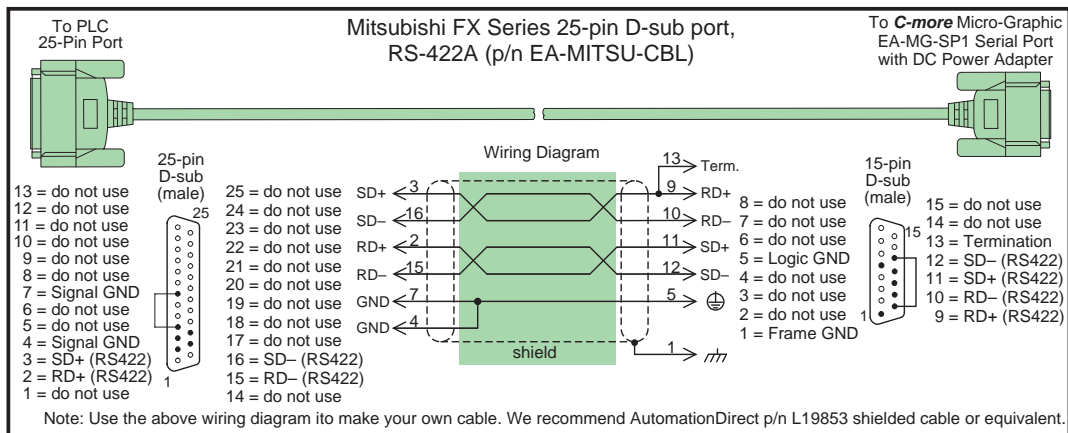 To PLC
25-Pin Port
Mitsubishi FX Series 25-pin D-sub port,
RS-422A (p/n EA-MITSU-CBL)
To C-more Micro-Graphic
EA-MG-SP1 Serial Port
with DC Power Adapter
25-pin
D-sub
(male)
25
1
13 = do not use
12 = do not use
11 = do not use
10 = do not use
9 = do not use
8 = do not use
7 = Signal GND
6 = do not use
5 = do not use
4 = Signal GND
3 = SD+ (RS422)
2 = RD+ (RS422)
1 = do not use
25 = do not use
24 = do not use
23 = do not use
22 = do not use
21 = do not use
20 = do not use
19 = do not use
18 = do not use
17 = do not use
16 = SD– (RS422)
15 = RD– (RS422)
14 = do not use
Wiring Diagram
13 Term.
SD+ 3 9 RD+
SD– 16 10 RD–
RD+ 2 11 SD+
RD– 15 12 SD–
GND 7 5
GND 4
shield
1
8 = do not use
7 = do not use
6 = do not use
5 = Logic GND
4 = do not use
3 = do not use
2 = do not use
1 = Frame GND
15-pin
D-sub
(male)
15
1
15 = do not use
14 = do not use
13 = Termination
12 = SD– (RS422)
11 = SD+ (RS422)
10 = RD– (RS422)
9 = RD+ (RS422)
Note: Use the above wiring diagram ito make your own cable. We recommend AutomationDirect p/n L19853 shielded cable or equivalent.